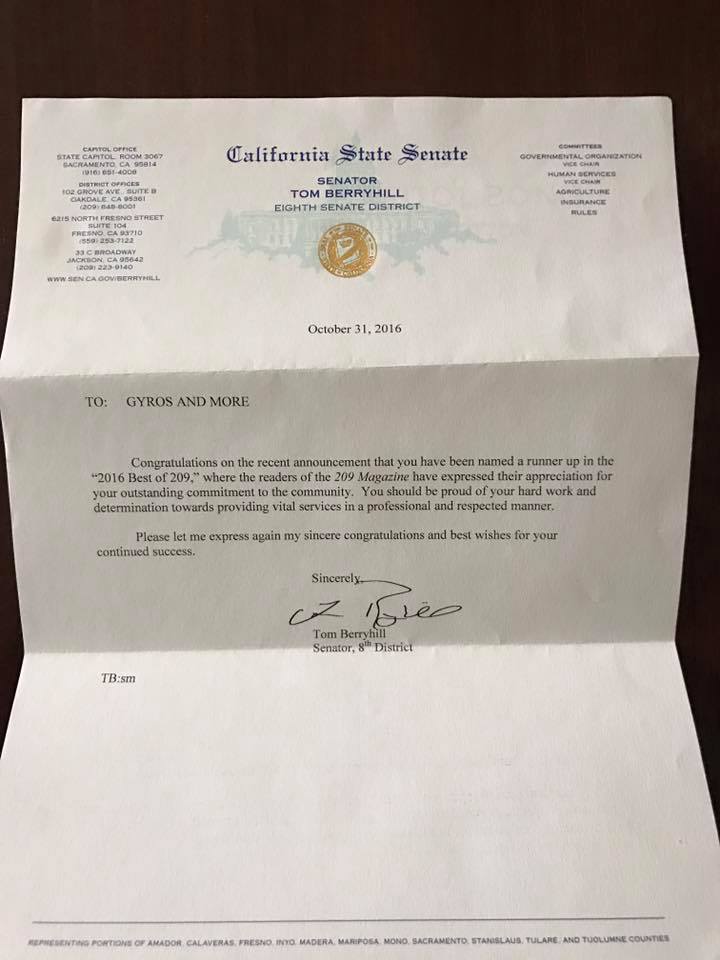 CAPITOL OFFICE
STATE CAPITOL, ROOM 3067
SACRAMENTO, CA 95814
(916) 651-4008
DISTRICT OFFICES
102 GROVE AVE., SUITE B
OAKDALE, CA 95361
(209) 848-8001
6215 NORTH FRESNO STREET
SUITE 104
FRESNO, CA 93710
(559) 253-7122
33 C BROADWAY
JACKSON, CA 95642
(209) 223-9140
WWW.SEN.CA.GOV/BERRYHILL
California State Senate
SENATOR
TOM BERRYHILL
EIGHTH SENATE DISTRICT
COMMITTEES
GOVERNMENTAL ORGANIZATION
VICE CHAIR
HUMAN SERVICES
VICE CHAIR
AGRICULTURE
INSURANCE
RULES
October 31, 2016
TO: GYROS AND MORE
Congratulations on the recent announcement that you have been named a runner up in the
“2016 Best of 209,” where the readers of the 209 Magazine have expressed their appreciation for
your outstanding commitment to the community. You should be proud of your hard work and
determination towards providing vital services in a professional and respected manner.
Please let me express again my sincere congratulations and best wishes for your
continued success.
Sincerely,
Tom Berryhill
Senator, 8th District
TB:sm
REPRESENTING PORTIONS OF AMADOR, CALAVERAS, FRESNO, INYO, MADERA, MARIPOSA, MONO, SACRAMENTO, STANISLAUS, TULARE, AND TUOLUMNE COUNTIES